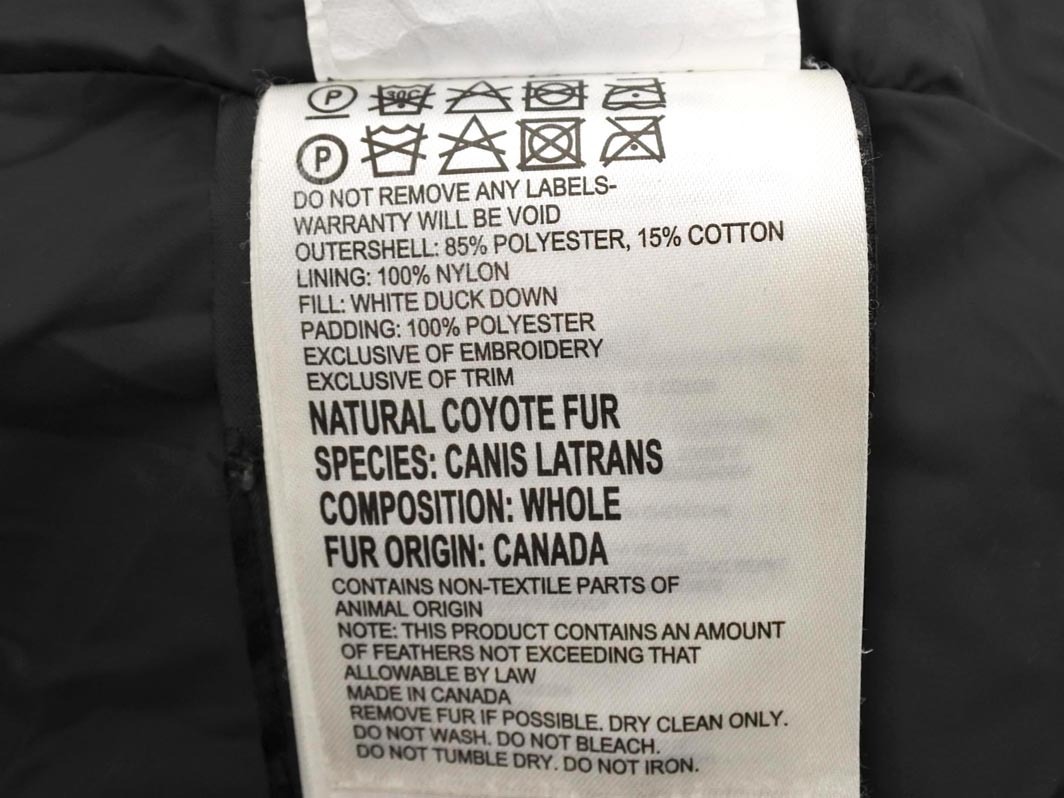 P 30C
P
DO NOT REMOVE ANY LABELS-
WARRANTY WILL BE VOID
OUTERSHELL: 85% POLYESTER, 15% COTTON
LINING: 100% NYLON
FILL: WHITE DUCK DOWN
PADDING: 100% POLYESTER
EXCLUSIVE OF EMBROIDERY
EXCLUSIVE OF TRIM
NATURAL COYOTE FUR
SPECIES: CANIS LATRANS
COMPOSITION: WHOLE
FUR ORIGIN: CANADA
CONTAINS NON-TEXTILE PARTS OF
ANIMAL ORIGIN
NOTE: THIS PRODUCT CONTAINS AN AMOUNT
OF FEATHERS NOT EXCEEDING THAT
ALLOWABLE BY LAW
MADE IN CANADA
REMOVE FUR IF POSSIBLE. DRY CLEAN ONLY.
DO NOT WASH. DO NOT BLEACH.
DO NOT TUMBLE DRY. DO NOT IRON.